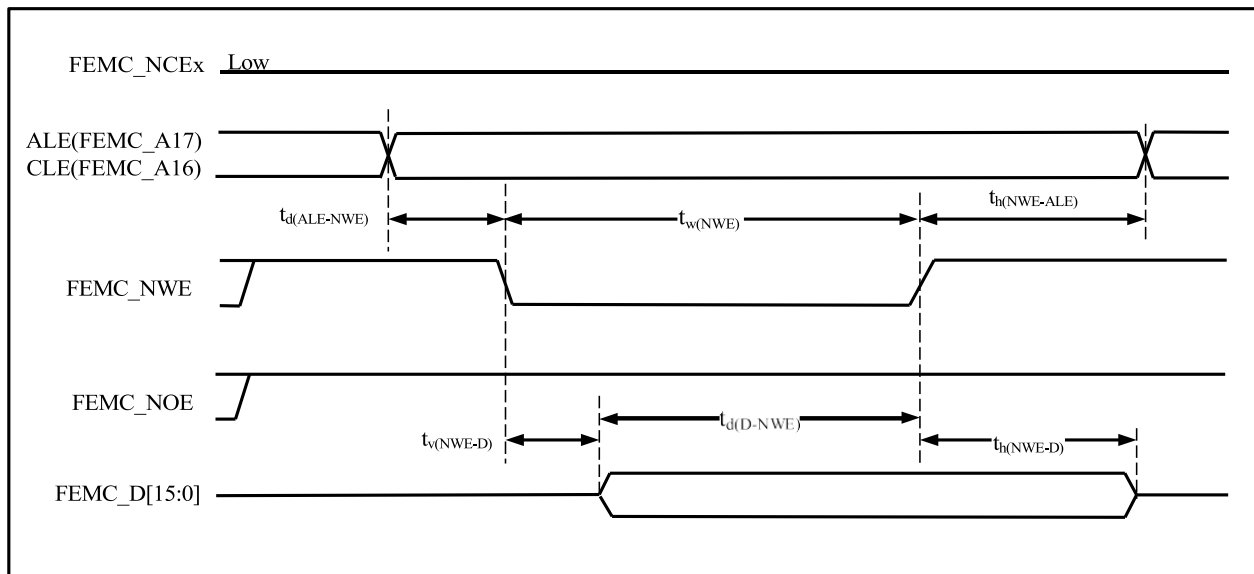 FEMC_NCEx
Low
ALE(FEMC_A17)
CLE(FEMC_A16)
td(ALE-NWE)
tw(NWE)
th(NWE-ALE)
FEMC_NWE
FEMC_NOE
tv(NWE-D)
td(D-NWE)
th(NWE-D)
FEMC_D[15:0]